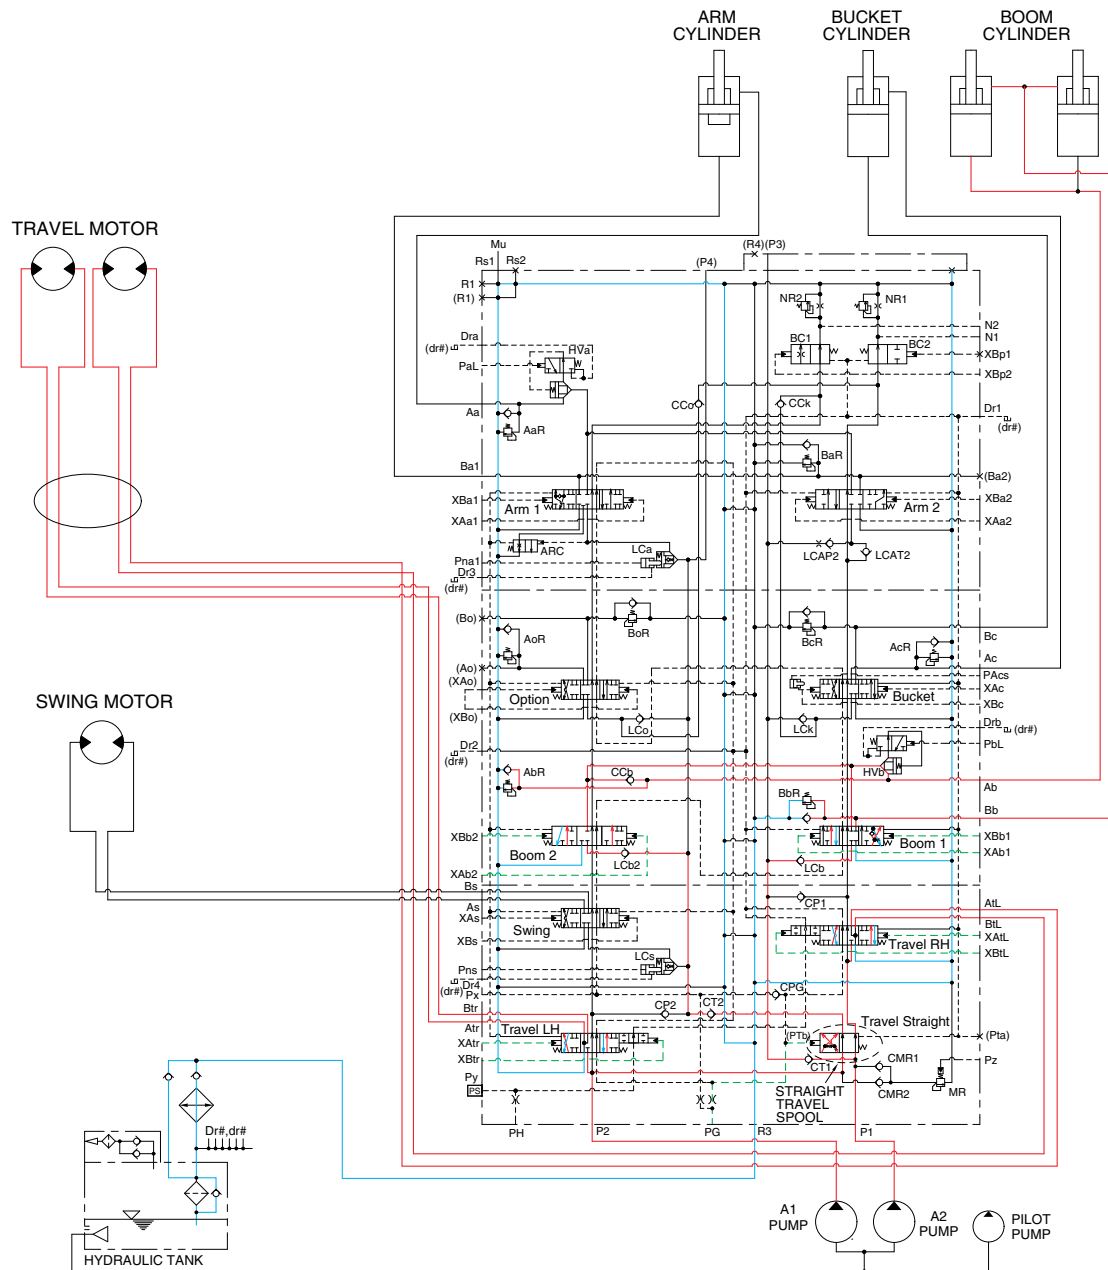 ARM
CYLINDER
BUCKET
CYLINDER
BOOM
CYLINDER
TRAVEL MOTOR
Mu
Rs1
Rs2
(R4)
(P3)
(P4)
R1
(R1)
NR2
NR1
N2
N1
Dra
(dr#)
HVa
BC1
BC2
XBp1
PaL
XBp2
CCo
CCk
Dr1
(dr#)
Aa
AaR
BaR
Ba1
(Ba2)
XBa1
Arm 1
Arm 2
XBa2
XAa1
XAa2
ARC
LCa
LCAP2
LCAT2
Pna1
Dr3
(dr#)
(Bo)
BoR
BcR
Bc
AoR
AcR
Ac
(Ao)
PAcs
(XAo)
XAc
Option
Bucket
XBc
(XBo)
SWING MOTOR
LCo
LCk
Drb
(dr#)
Dr2
(dr#)
PbL
HVb
AbR
CCb
Ab
BbR
Bb
XBb2
XBb1
Boom 2
Boom 1
XAb1
LCb2
LCb
XAb2
Bs
CP1
AtL
As
XAs
BtL
Swing
XAtL
Travel RH
XBs
XBtL
LCs
Pns
Dr4
(dr#)
Px
CPG
Btr
CP2
CT2
Travel Straight
Atr
Travel LH
(PTb)
(Pta)
XAtr
XBtr
CT1
CMR1
Pz
Py
PS
STRAIGHT
TRAVEL
SPOOL
CMR2
MR
PH
P2
PG
R3
P1
Dr#,dr#
A1
PUMP
A2
PUMP
PILOT
PUMP
HYDRAULIC TANK